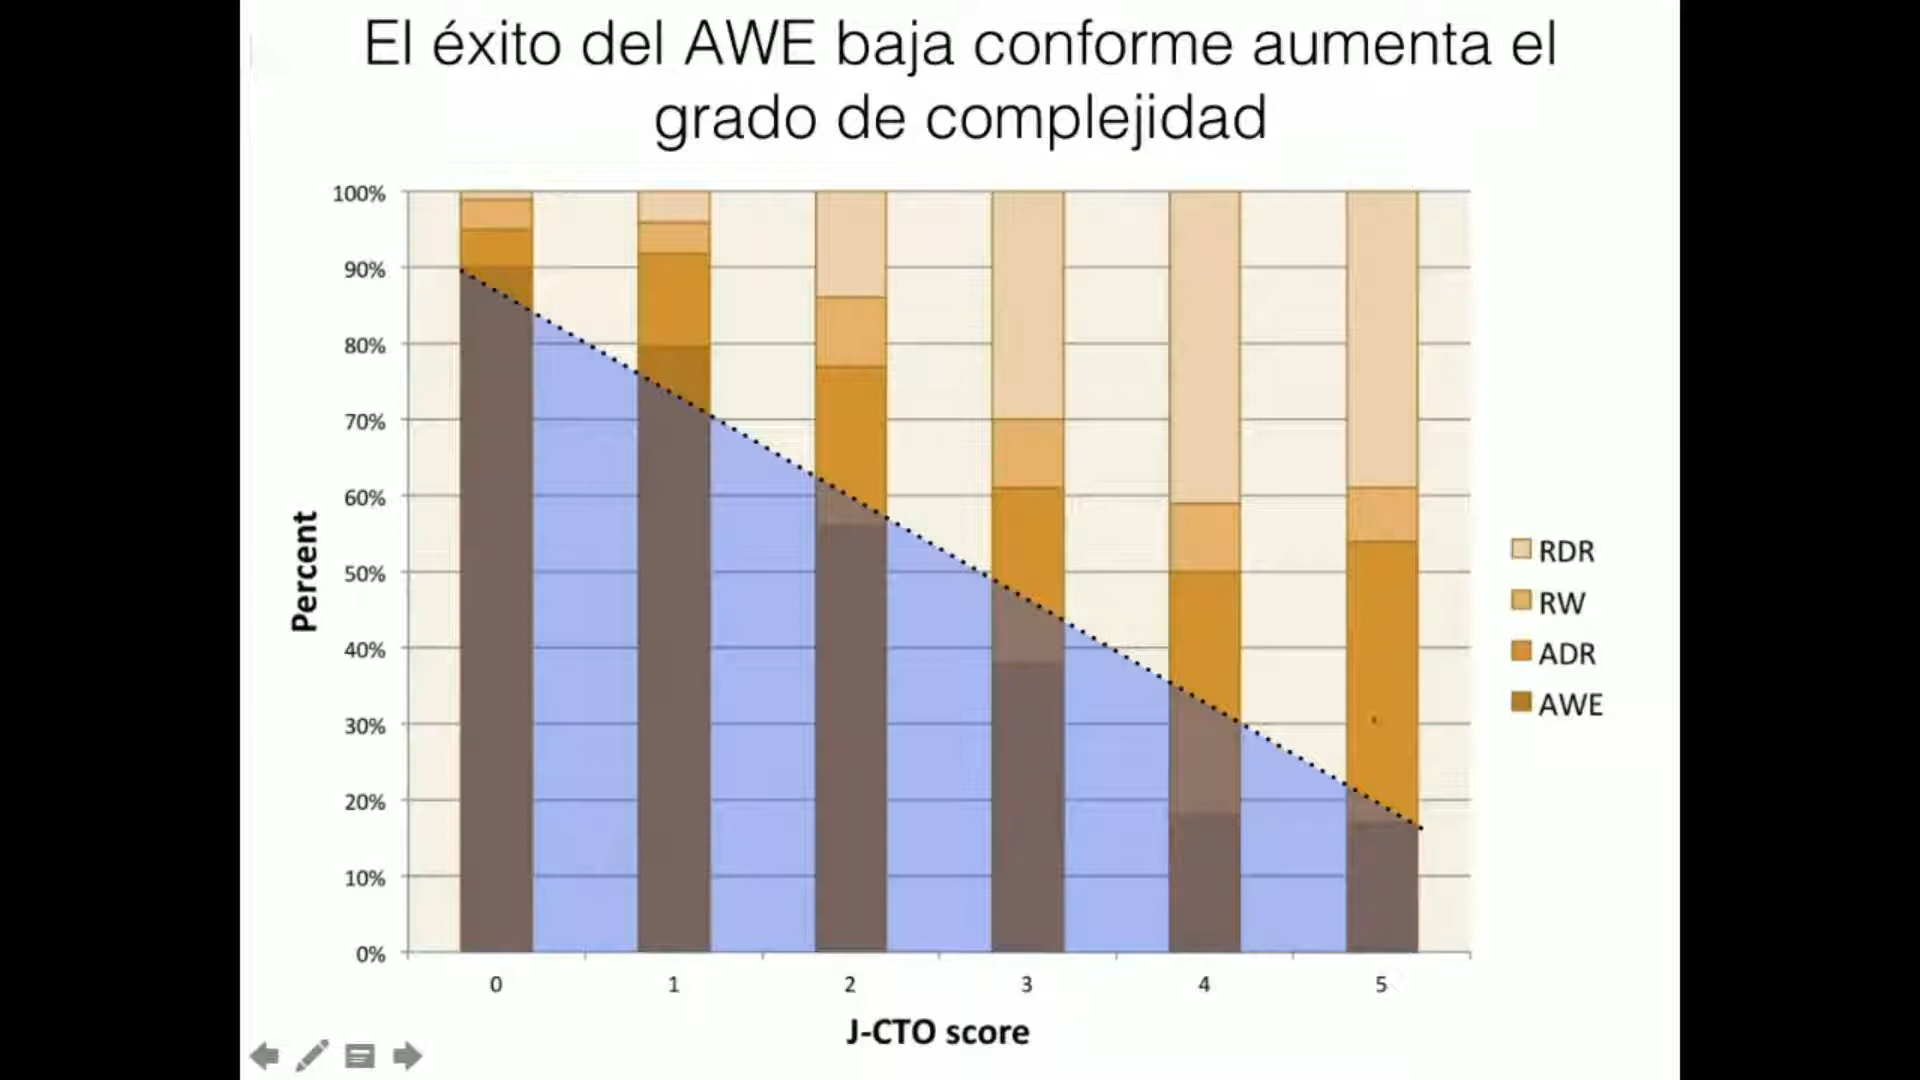 El éxito del AWE baja conforme aumenta el
grado de complejidad
100%
90%
80%
70%
60%
50%
40%
30%
20%
10%
0%
Percent
0 1 2 3 4 5
J-CTO score
RDR
RW
ADR
AWE